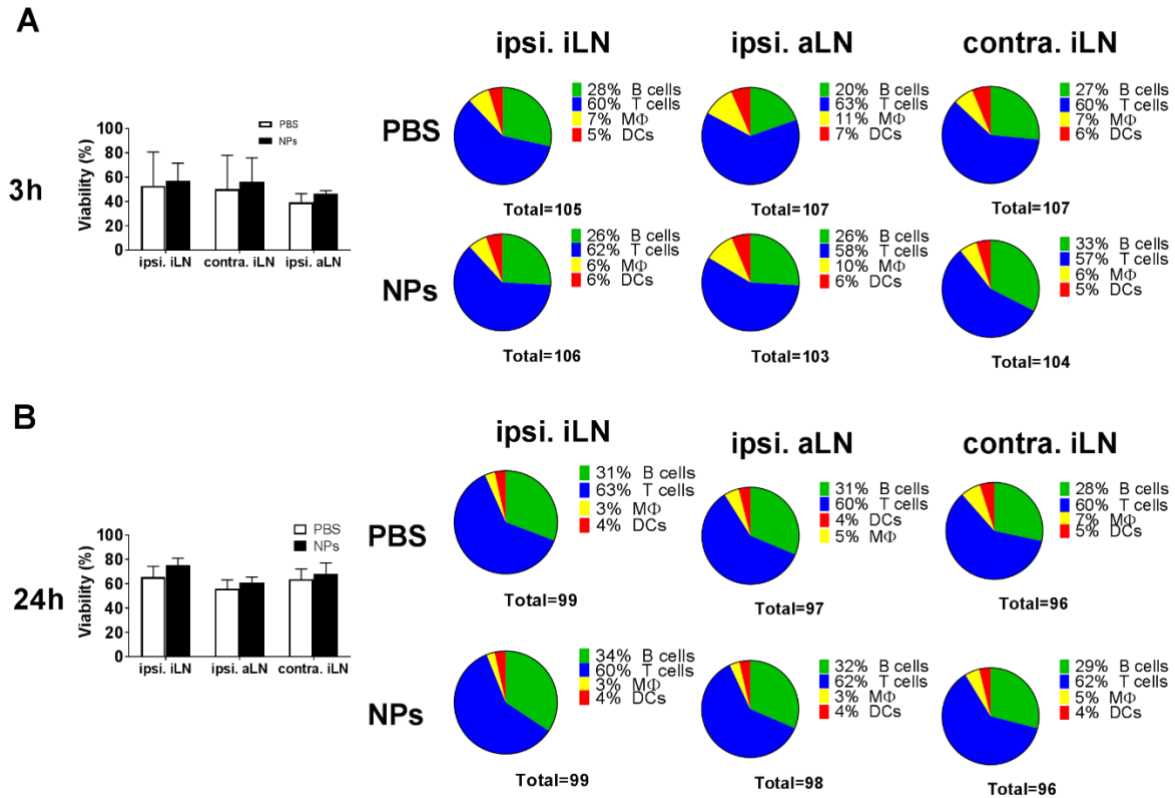 A
ipsi. iLN
ipsi. aLN
contra. iLN
3h
Viability (%)
100
80
60
40
20
0
PBS
NPs
ipsi. iLN
contra. iLN
ipsi. aLN
PBS
28% B cells
60% T cells
7% MΦ
5% DCs
Total=105
20% B cells
63% T cells
11% MΦ
7% DCs
Total=107
27% B cells
60% T cells
7% MΦ
6% DCs
Total=107
NPs
26% B cells
62% T cells
6% MΦ
6% DCs
Total=106
26% B cells
58% T cells
10% MΦ
6% DCs
Total=103
33% B cells
57% T cells
6% MΦ
5% DCs
Total=104
B
ipsi. iLN
ipsi. aLN
contra. iLN
24h
Viability (%)
100
80
60
40
20
0
PBS
NPs
ipsi. iLN
ipsi. aLN
contra. iLN
PBS
31% B cells
63% T cells
3% MΦ
4% DCs
Total=99
31% B cells
60% T cells
4% DCs
5% MΦ
Total=97
28% B cells
60% T cells
7% MΦ
5% DCs
Total=96
NPs
34% B cells
60% T cells
3% MΦ
4% DCs
Total=99
32% B cells
62% T cells
3% MΦ
4% DCs
Total=98
29% B cells
62% T cells
5% MΦ
4% DCs
Total=96